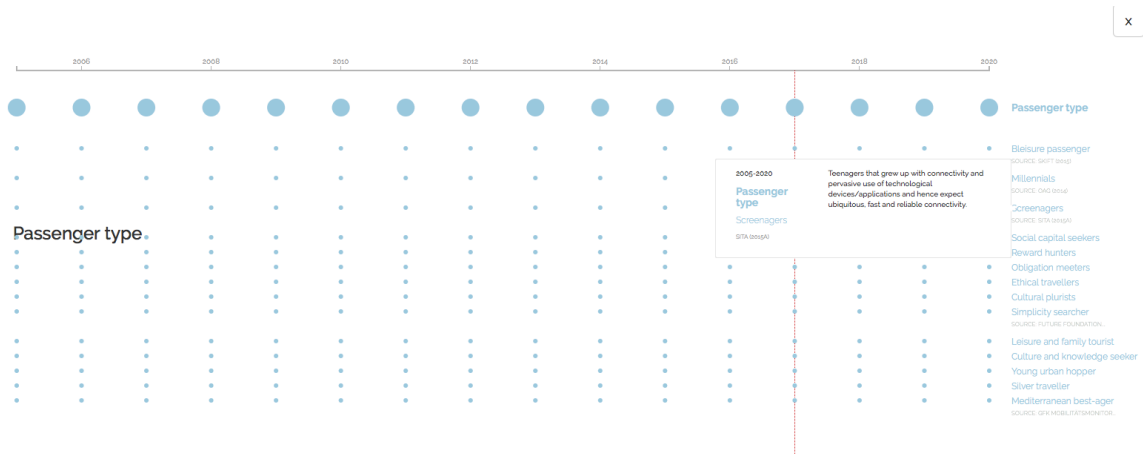 X
2006 2008 2010 2012 2014 2016 2018 2020
Passenger type
Bleisure passenger
SOURCE: SKIFT (2015)
2005-2020
Passenger
type
Screenagers
SITA (2015A)
Teenagers that grew up with connectivity and
pervasive use of technological
devices/applications and hence expect
ubiquitous, fast and reliable connectivity.
Millennials
SOURCE: OAG (2014)
Screenagers
SOURCE: SITA (2015A)
Passenger type
Social capital seekers
Reward hunters
Obligation meeters
Ethical travellers
Cultural plurists
Simplicity searcher
SOURCE: FUTURE FOUNDATION...
Leisure and family tourist
Culture and knowledge seeker
Young urban hopper
Silver traveller
Mediterranean best-ager
SOURCE: GFK MOBILITATSMONITOR...